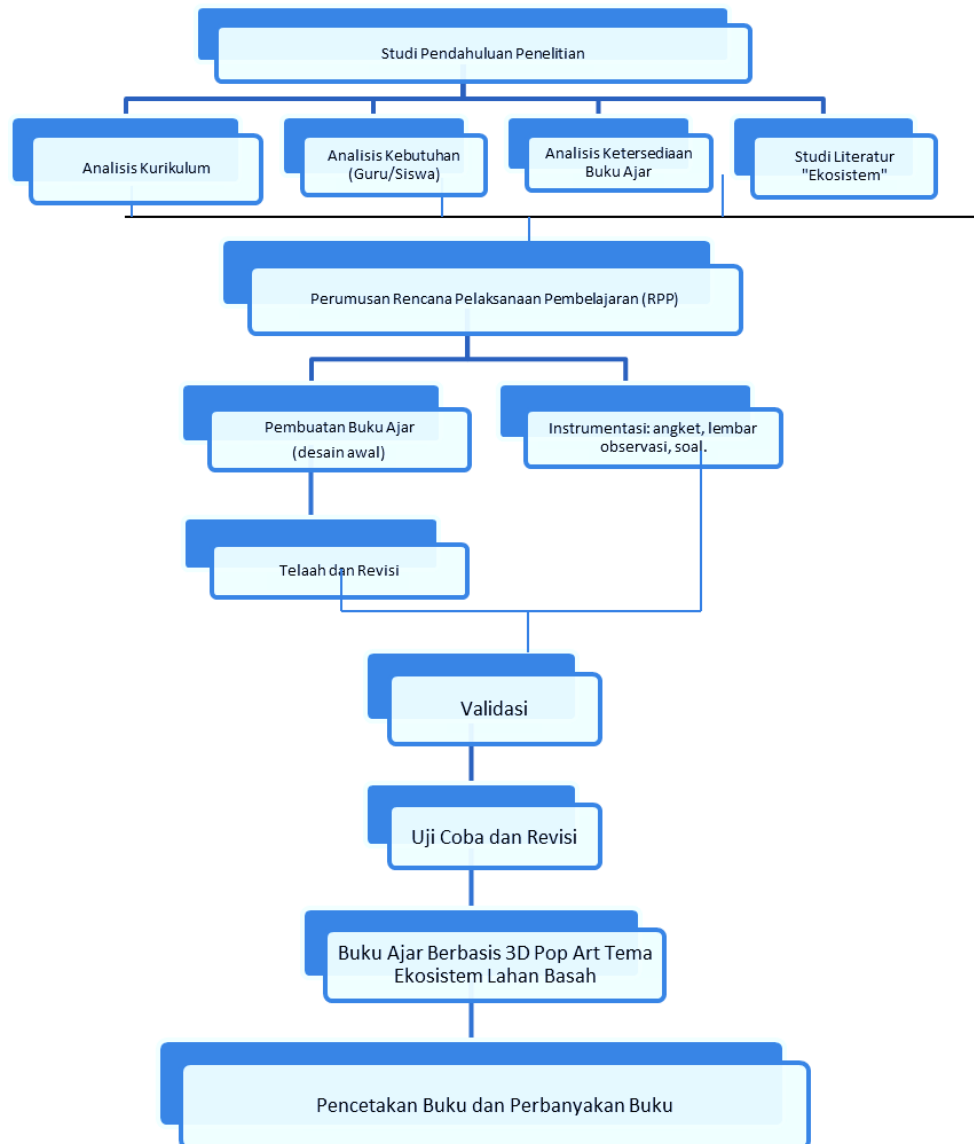 Studi Pendahuluan Penelitian
Analisis Kurikulum
Analisis Kebutuhan
(Guru/Siswa)
Analisis Ketersediaan
Buku Ajar
Studi Literatur
"Ekosistem"
Perumusan Rencana Pelaksanaan Pembelajaran (RPP)
Pembuatan Buku Ajar
(desain awal)
Instrumentasi: angket, lembar
observasi, soal.
Telaah dan Revisi
Validasi
Uji Coba dan Revisi
Buku Ajar Berbasis 3D Pop Art Tema
Ekosistem Lahan Basah
Pencetakan Buku dan Perbanyakan Buku